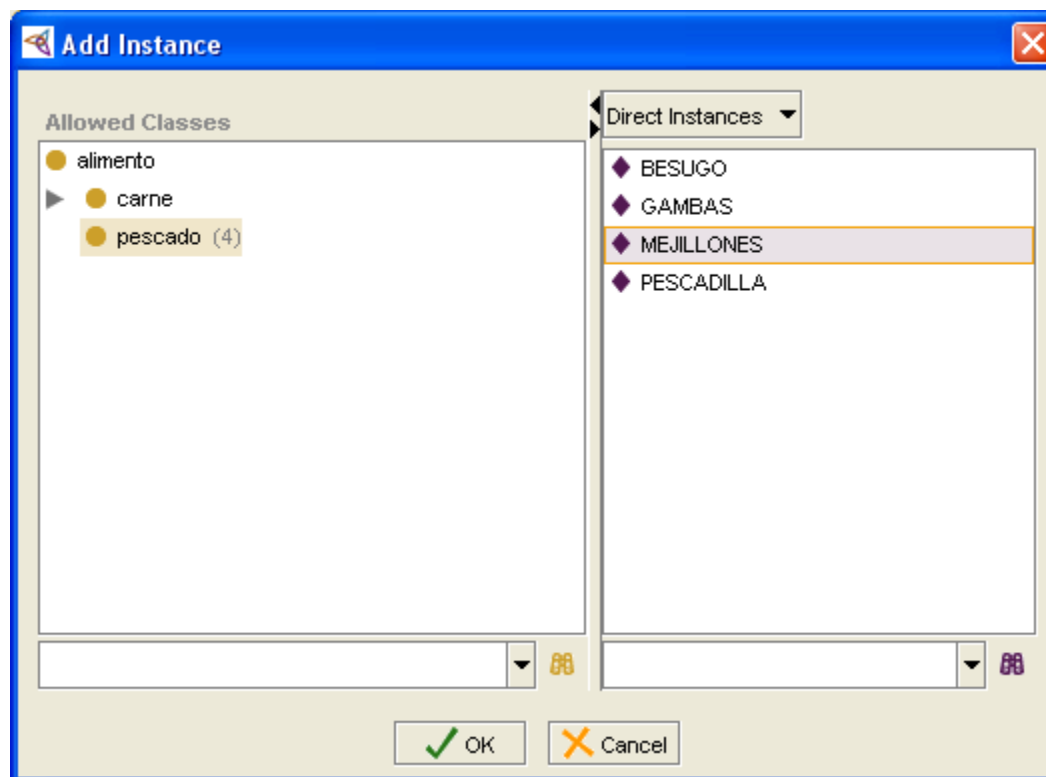 Add Instance
Allowed Classes
alimento
carne
pescado (4)
Direct Instances
BESUGO
GAMBAS
MEJILLONES
PESCADILLA
OK
Cancel